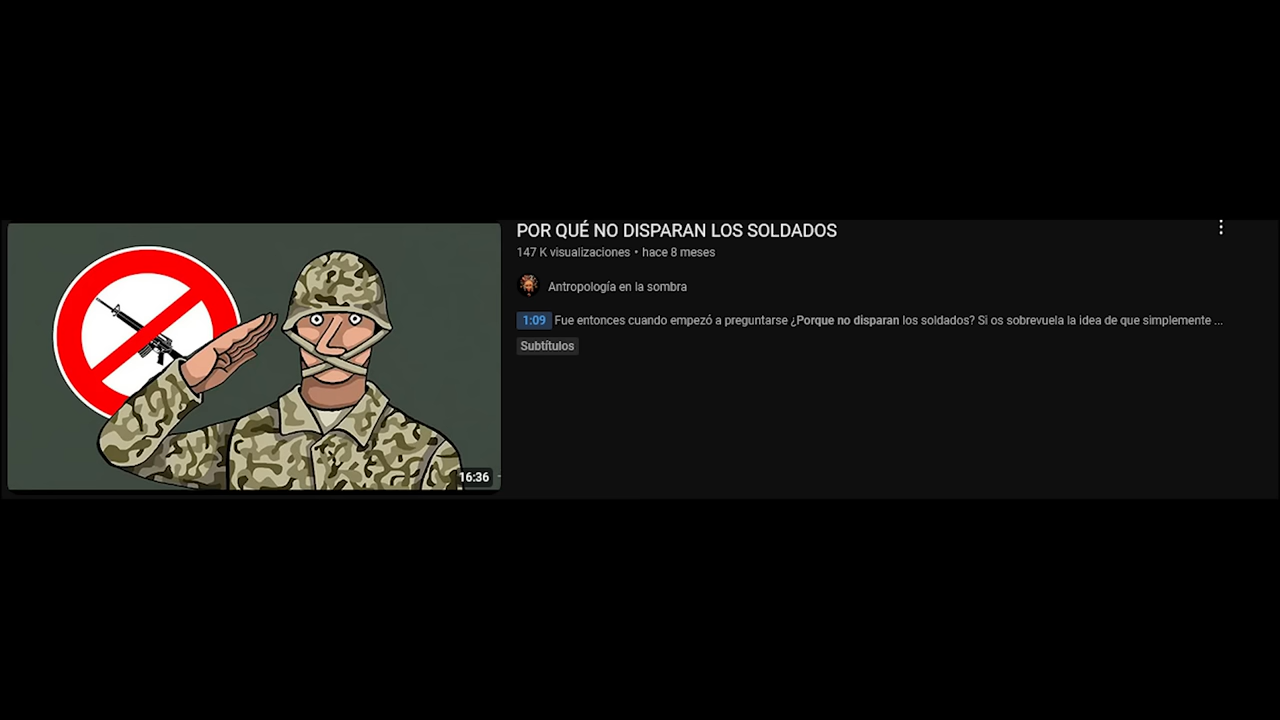 POR QUÉ NO DISPARAN LOS SOLDADOS
147 K visualizaciones • hace 8 meses
Antropología en la sombra
1:09 Fue entonces cuando empezó a preguntarse ¿Porque no disparan los soldados? Si os sobrevuela la idea de que simplemente ...
Subtítulos
16:36